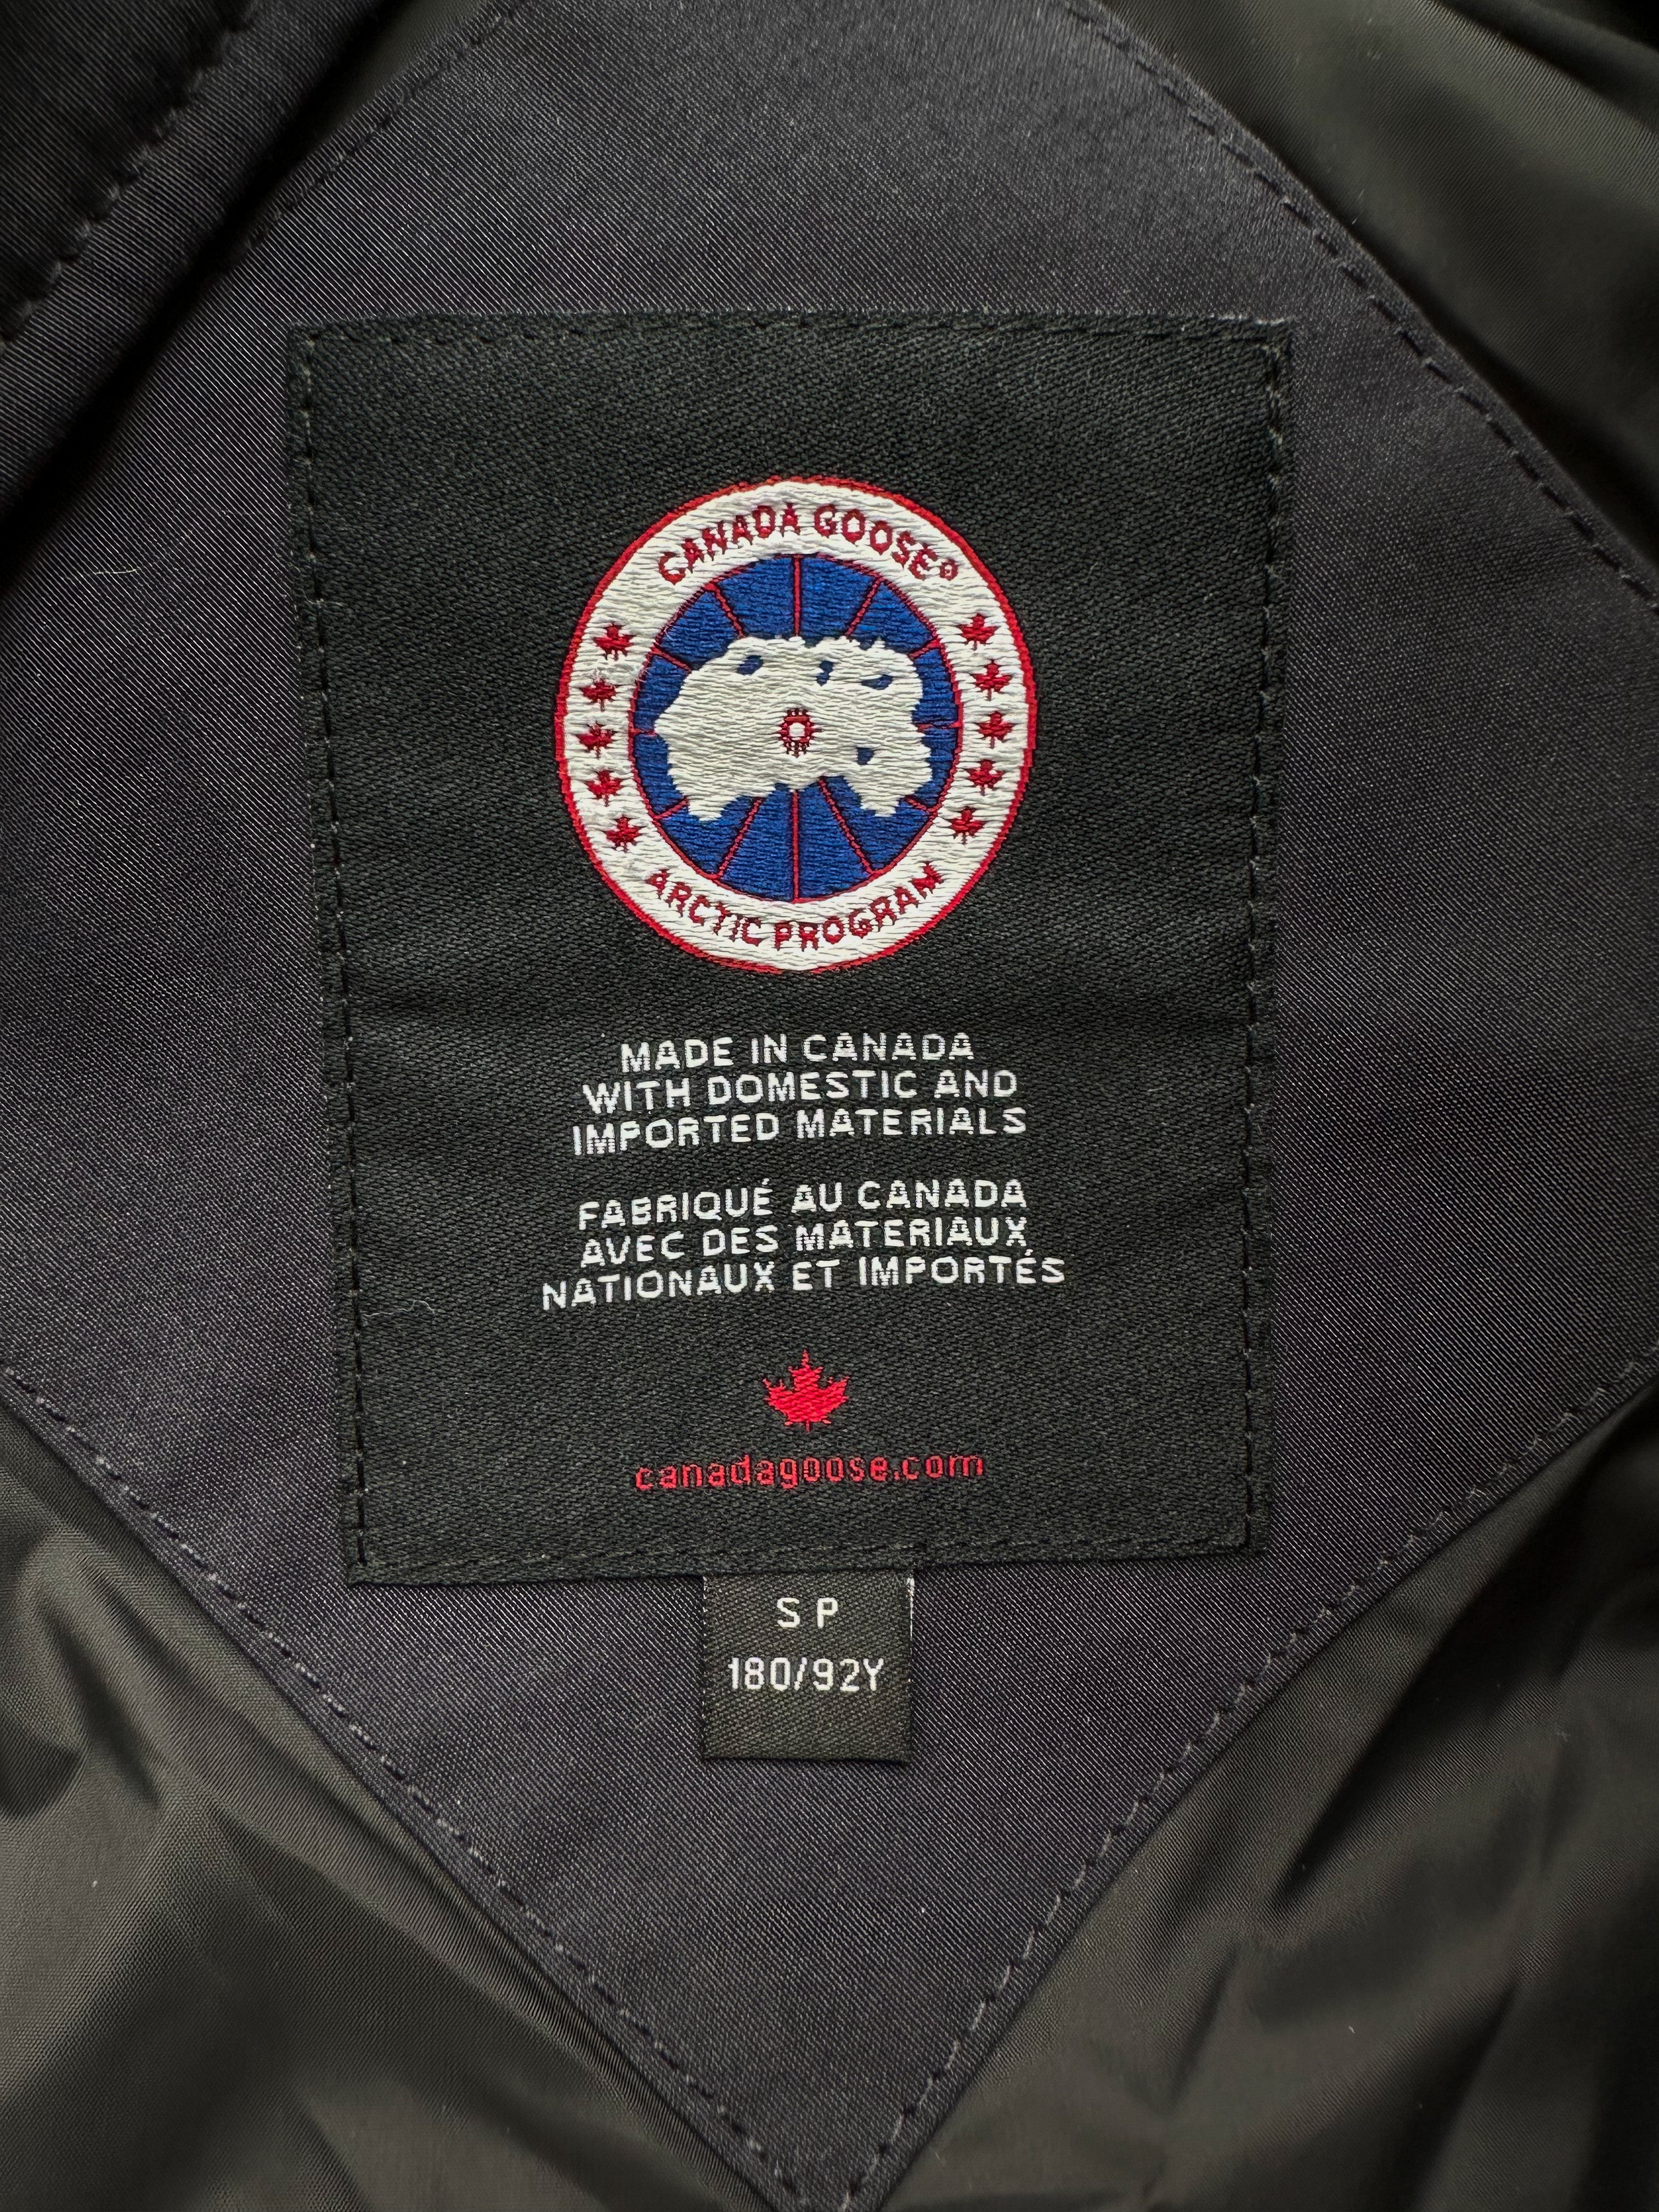 CANADA GOOSE®
ARCTIC PROGRAM
MADE IN CANADA
WITH DOMESTIC AND
IMPORTED MATERIALS
FABRIQUÉ AU CANADA
AVEC DES MATERIAUX
NATIONAUX ET IMPORTÉS
canadagoose.com
S P
180/92Y